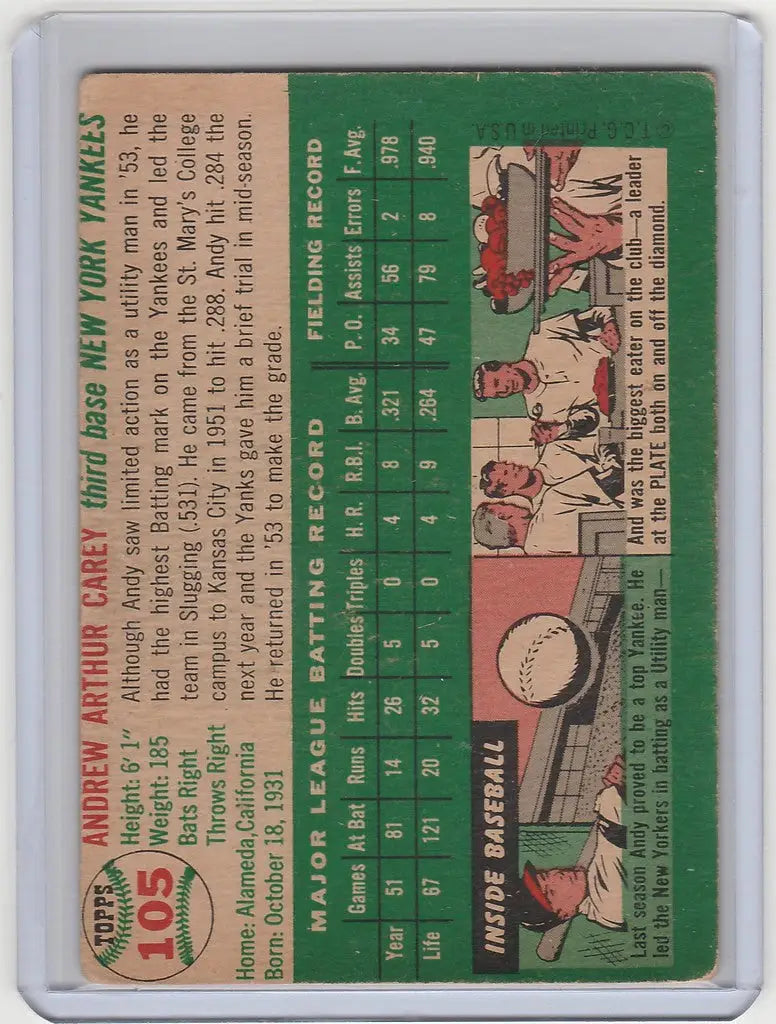 TOPPS
105
ANDREW ARTHUR CAREY third base NEW YORK YANKEES
Height: 6' 1"
Weight: 185
Bats Right
Throws Right
Home: Alameda, California
Born: October 18, 1931
Although Andy saw limited action as a utility man in '53, he
had the highest Batting mark on the Yankees and led the
team in Slugging (.531). He came from the St. Mary's College
campus to Kansas City in 1951 to hit .288. Andy hit .284 the
next year and the Yanks gave him a brief trial in mid-season.
He returned in '53 to make the grade.
MAJOR LEAGUE BATTING RECORD FIELDING RECORD
Games At Bat Runs Hits Doubles Triples H. R. R.B.I. B. Avg. P. O. Assists Errors F. Avg.
Year 51 81 14 26 5 0 4 8 .321 34 56 2 .978
Life 67 121 20 32 5 0 4 9 .264 47 79 8 .940
INSIDE BASEBALL
Last season Andy proved to be a top Yankee. He
led the New Yorkers in batting as a Utility man—
And was the biggest eater on the club—a leader
at the PLATE both on and off the diamond.
© T.C.G. Printed in U.S.A.